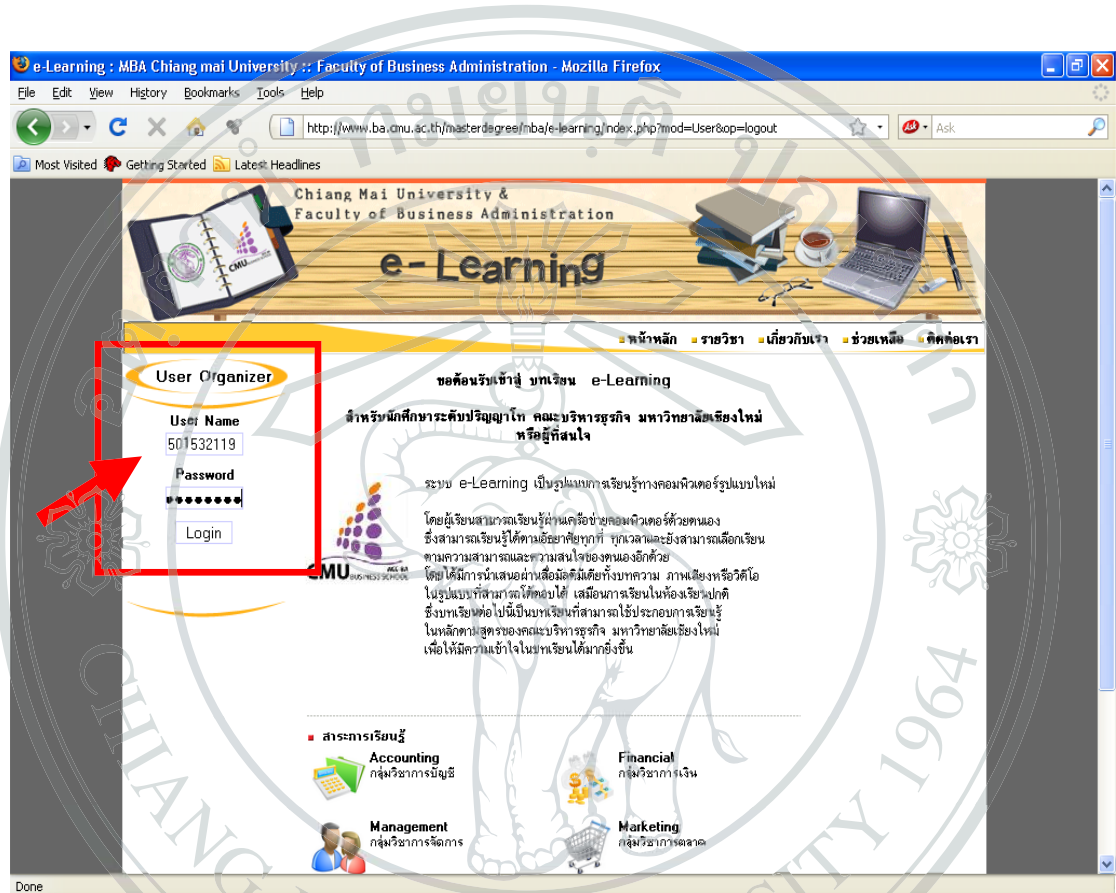 e-Learning : MBA Chiang mai University :: Faculty of Business Administration - Mozilla Firefox
File Edit View History Bookmarks Tools Help
http://www.ba.cmu.ac.th/masterdegree/mba/e-learning/index.php?mod=User&op=logout
Ask
Most Visited Getting Started Latest Headlines
Chiang Mai University &
Faculty of Business Administration
e-Learning
CMU
หน้าหลัก รายวิชา เกี่ยวกับเรา ช่วยเหลือ ติดต่อเรา
User Organizer
User Name
501532119
Password
Login
ขอต้อนรับเข้าสู่ บทเรียน e-Learning
สำหรับนักศึกษาระดับปริญญาโท คณะบริหารธุรกิจ มหาวิทยาลัยเชียงใหม่
หรือผู้ที่สนใจ
CMU BUSINESS SCHOOL
ระบบ e-Learning เป็นรูปแบบการเรียนรู้ทางคอมพิวเตอร์รูปแบบใหม่
โดยผู้เรียนสามารถเรียนรู้ผ่านเครือข่ายคอมพิวเตอร์ด้วยตนเอง
ซึ่งสามารถเรียนรู้ได้ตามอัธยาศัยทุกที่ ทุกเวลาและยังสามารถเลือกเรียน
ตามความสามารถและความสนใจของตนเองอีกด้วย
โดยได้มีการนำเสนอผ่านสื่อมัลติมีเดียทั้งบทความ ภาพเสียงหรือวิดีโอ
ในรูปแบบที่สามารถโต้ตอบได้ เสมือนการเรียนในห้องเรียนปกติ
ซึ่งบทเรียนต่อไปนี้เป็นบทเรียนที่สามารถใช้ประกอบการเรียนรู้
ในหลักตามสูตรของคณะบริหารธุรกิจ มหาวิทยาลัยเชียงใหม่
เพื่อให้มีความเข้าใจในบทเรียนได้มากยิ่งขึ้น
สาระการเรียนรู้
Accounting
กลุ่มวิชาการบัญชี
Financial
กลุ่มวิชาการเงิน
Management
กลุ่มวิชาการจัดการ
Marketing
กลุ่มวิชาการตลาด
Done
CHIANG
UNIVERSITY 1964